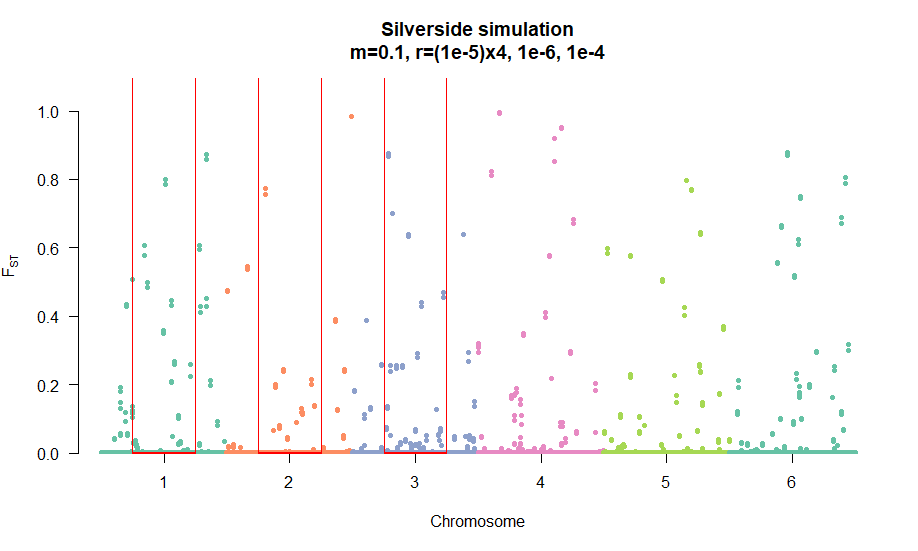 Silverside simulation
m=0.1, r=(1e-5)x4, 1e-6, 1e-4
1.0
0.8
0.6
0.4
0.2
0.0
FST
1 2 3 4 5 6
Chromosome